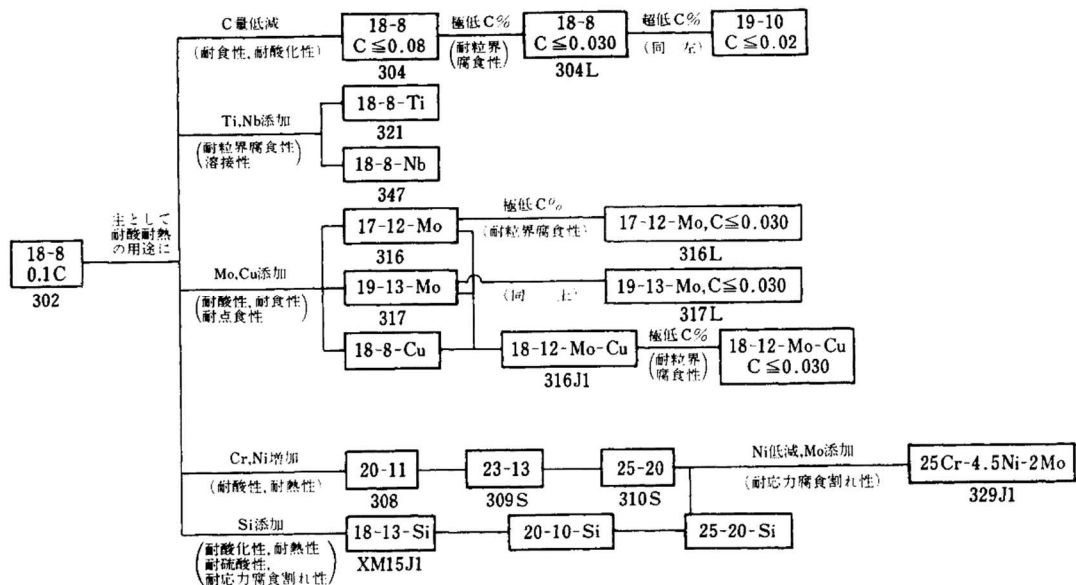 C量低減
(耐食性,耐酸化性)
18-8
C≦0.08
304
極低C%
(耐粒界
腐食性)
18-8
C≦0.030
304L
超低C%
(同 左)
19-10
C≦0.02
Ti,Nb添加
(耐粒界腐食性
溶接性)
18-8-Ti
321
18-8-Nb
347
18-8
0.1C
302
主として
耐酸耐熱
の用途に
Mo,Cu添加
(耐酸性,耐食性
耐点食性)
17-12-Mo
316
極低C%
(耐粒界腐食性)
17-12-Mo,C≦0.030
316L
19-13-Mo
317
(同 上)
19-13-Mo,C≦0.030
317L
18-8-Cu
18-12-Mo-Cu
316J1
極低C%
(耐粒界
腐食性)
18-12-Mo-Cu
C≦0.030
Cr,Ni増加
(耐酸性,耐熱性)
20-11
308
23-13
309S
25-20
310S
Ni低減,Mo添加
(耐応力腐食割れ性)
25Cr-4.5Ni-2Mo
329J1
Si添加
(耐酸化性,耐熱性
耐硫酸性,
耐応力腐食割れ性)
18-13-Si
XM15J1
20-10-Si
25-20-Si